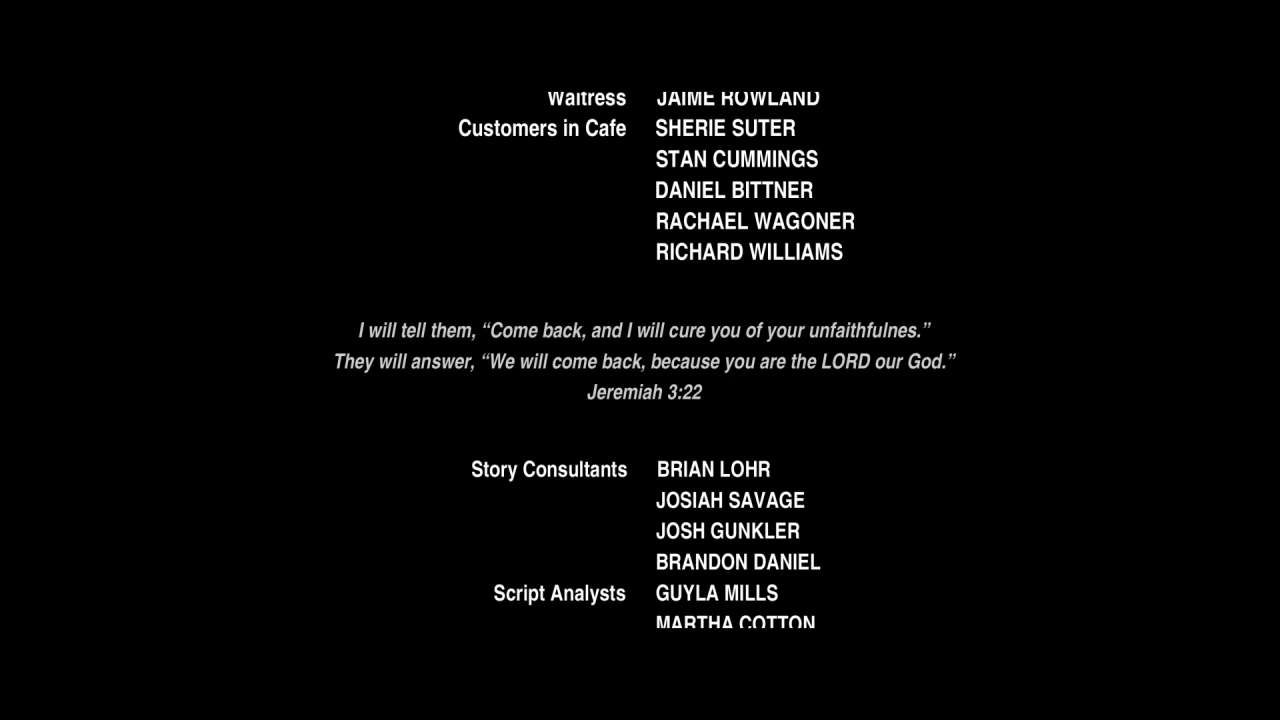 Waitress JAIME ROWLAND
Customers in Cafe SHERIE SUTER
STAN CUMMINGS
DANIEL BITTNER
RACHAEL WAGONER
RICHARD WILLIAMS
I will tell them, “Come back, and I will cure you of your unfaithfulnes.”
They will answer, “We will come back, because you are the LORD our God.”
Jeremiah 3:22
Story Consultants BRIAN LOHR
JOSIAH SAVAGE
JOSH GUNKLER
BRANDON DANIEL
Script Analysts GUYLA MILLS
MARTHA COTTON